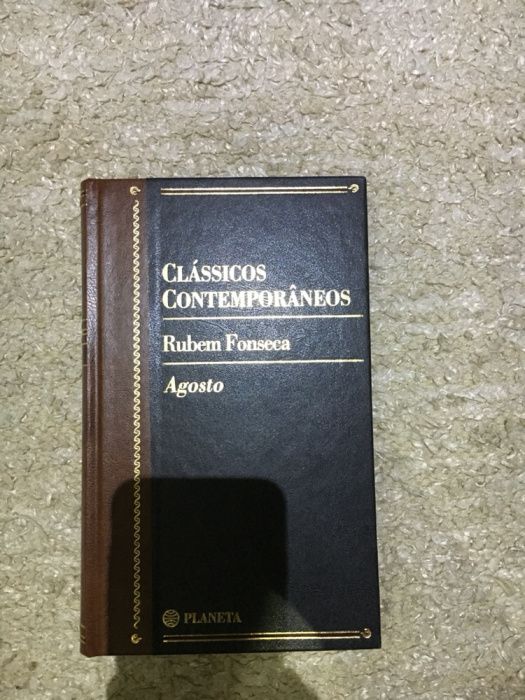 CLÁSSICOS
CONTEMPORÂNEOS
Rubem Fonseca
Agosto
PLANETA